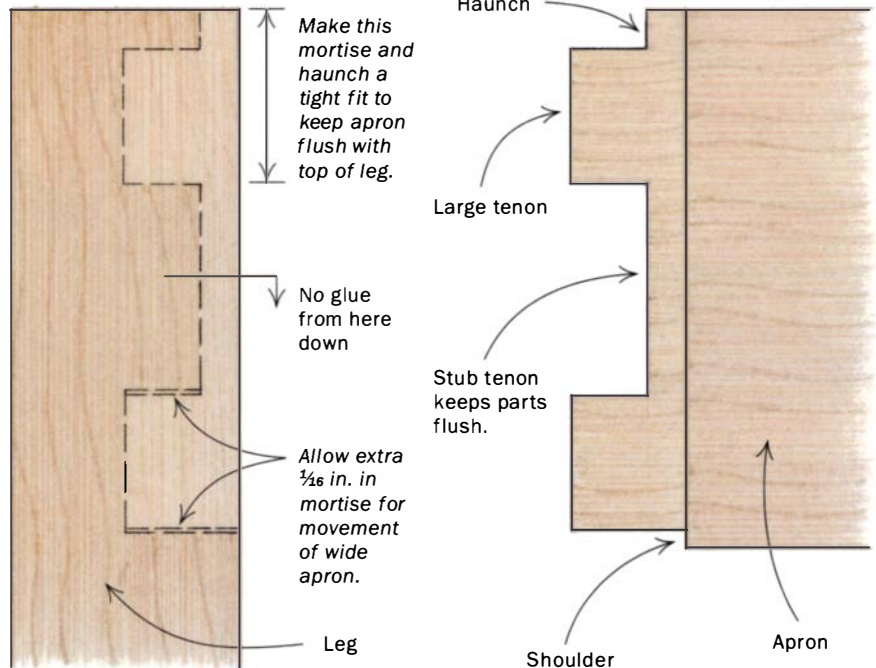 Haunch
Make this
mortise and
haunch a
tight fit to
keep apron
flush with
top of leg.
Large tenon
No glue
from here
down
Stub tenon
keeps parts
flush.
Allow extra
1⁄16 in. in
mortise for
movement
of wide
apron.
Leg
Shoulder
Apron